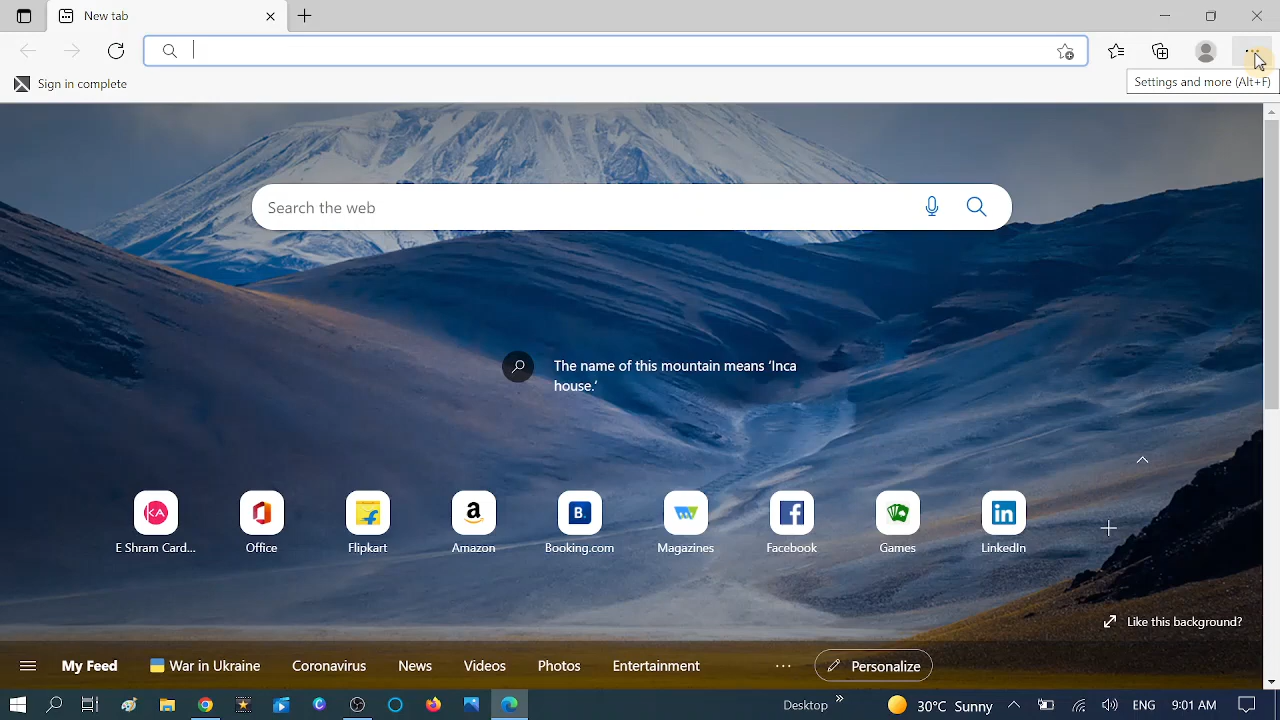 New tab
Sign in complete
Settings and more (Alt+F)
Search the web
The name of this mountain means 'Inca
house.'
E Shram Card... Office Flipkart Amazon Booking.com Magazines Facebook Games LinkedIn
Like this background?
My Feed War in Ukraine Coronavirus News Videos Photos Entertainment ... Personalize
Desktop 30°C Sunny ENG 9:01 AM